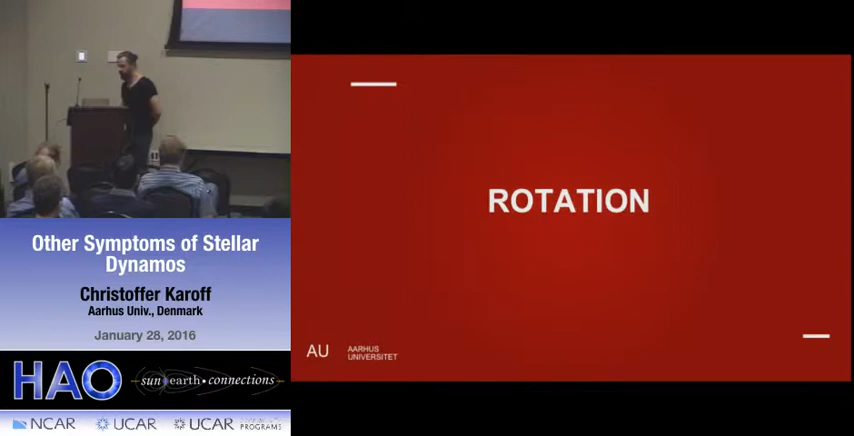 Other Symptoms of Stellar
Dynamos
Christoffer Karoff
Aarhus Univ., Denmark
January 28, 2016
HAO
sun earth • connections
NCAR
UCAR
UCAR
PROGRAMS
ROTATION
AU
AARHUS
UNIVERSITET